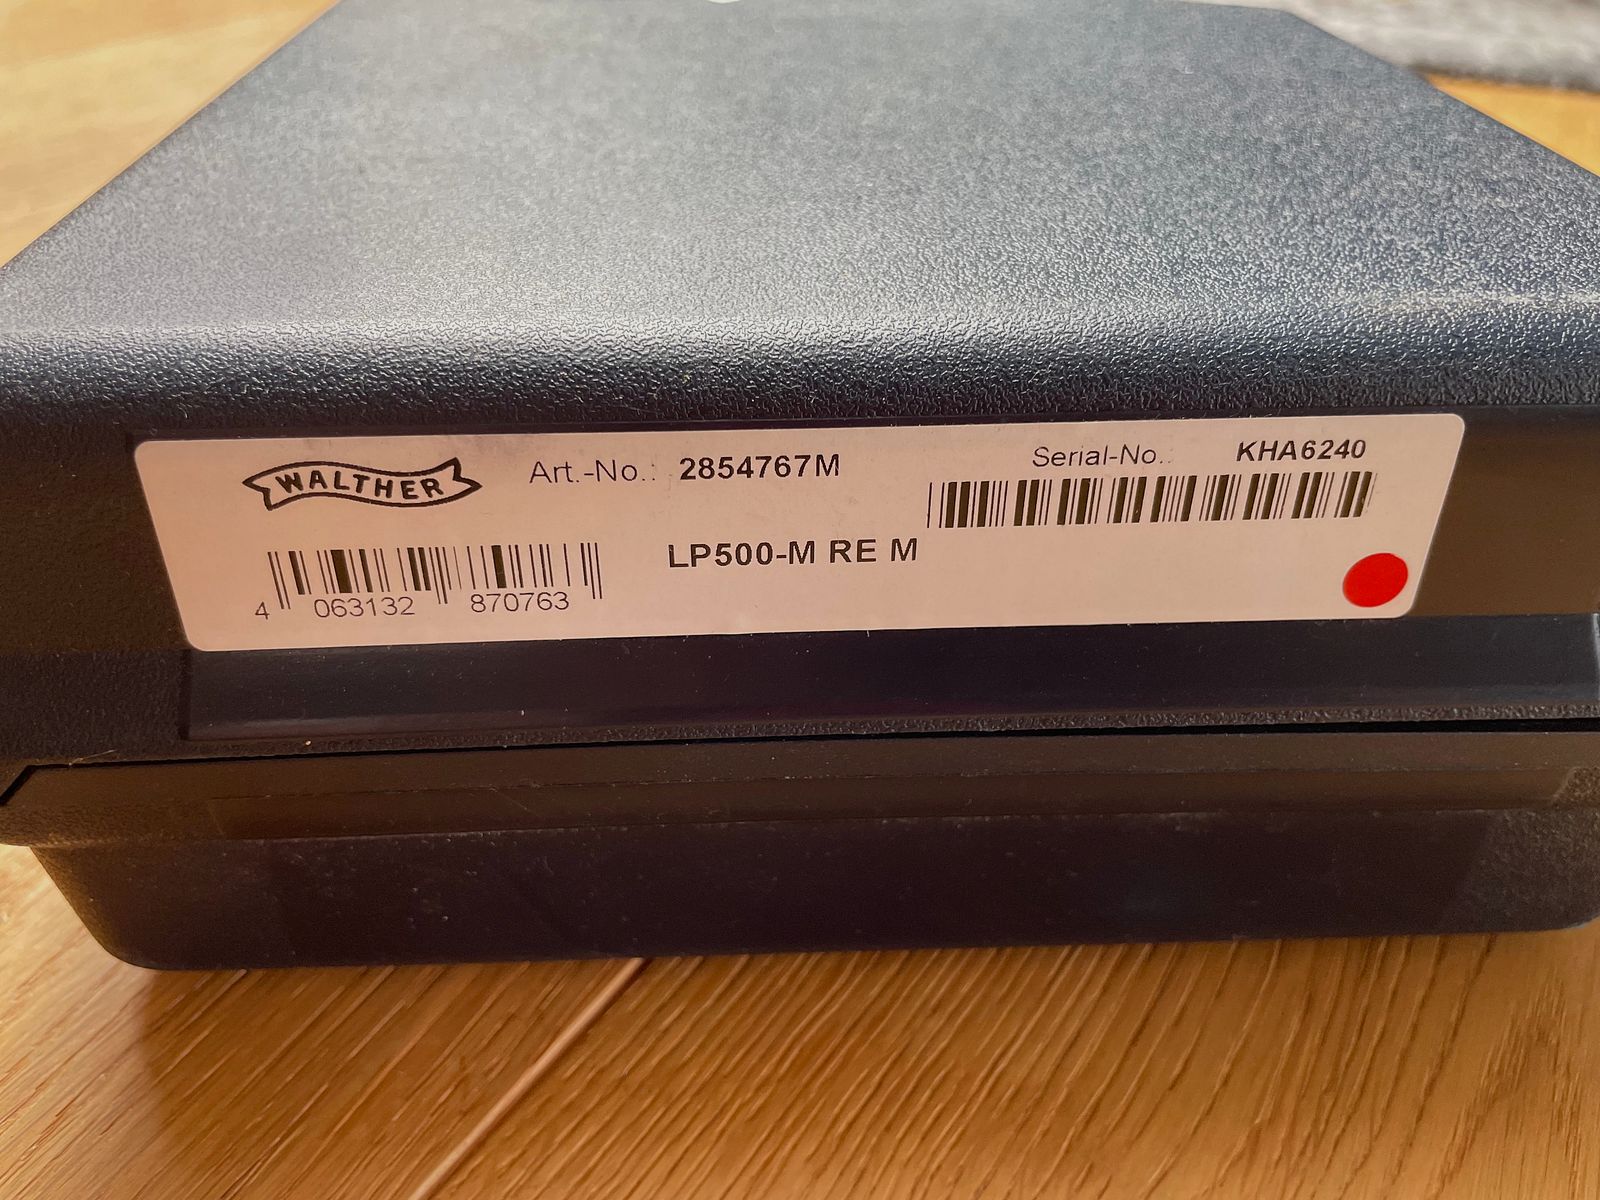 WALTHER
Art.-No.: 2854767M
Serial-No.: KHA6240
LP500-M RE M
4 063132 870763